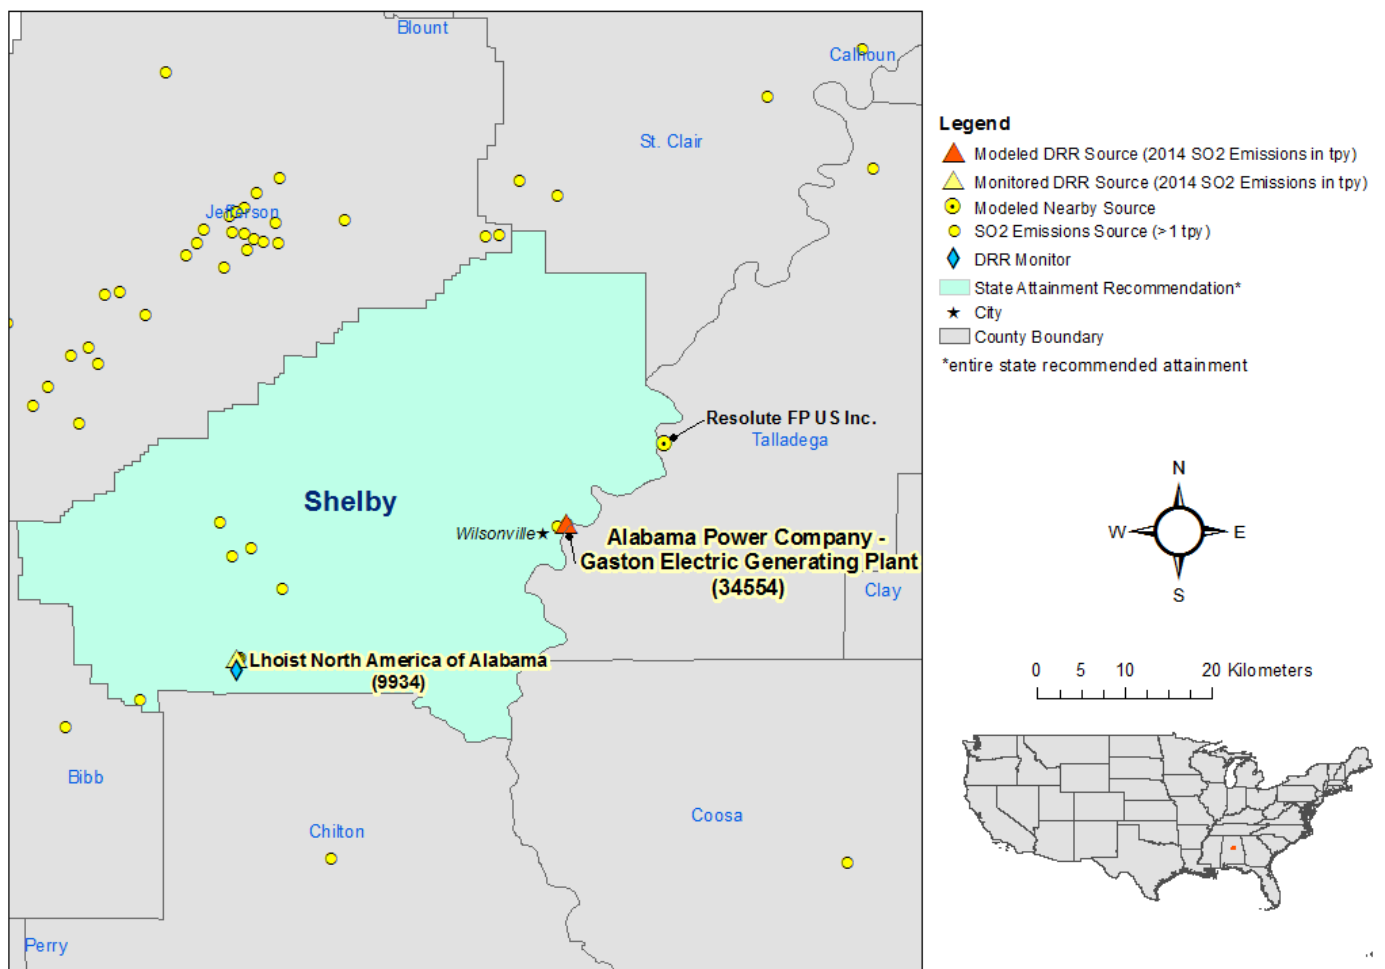 Blount
Calhoun
St. Clair
Jefferson
Resolute FP US Inc.
Talladega
Shelby
Wilsonville
Alabama Power Company -
Gaston Electric Generating Plant
(34554)
Clay
Lhoist North America of Alabama
(9934)
Bibb
Chilton
Coosa
Perry
Legend
Modeled DRR Source (2014 SO2 Emissions in tpy)
Monitored DRR Source (2014 SO2 Emissions in tpy)
Modeled Nearby Source
SO2 Emissions Source (>1 tpy)
DRR Monitor
State Attainment Recommendation*
City
County Boundary
*entire state recommended attainment
N
W E
S
0 5 10 20 Kilometers